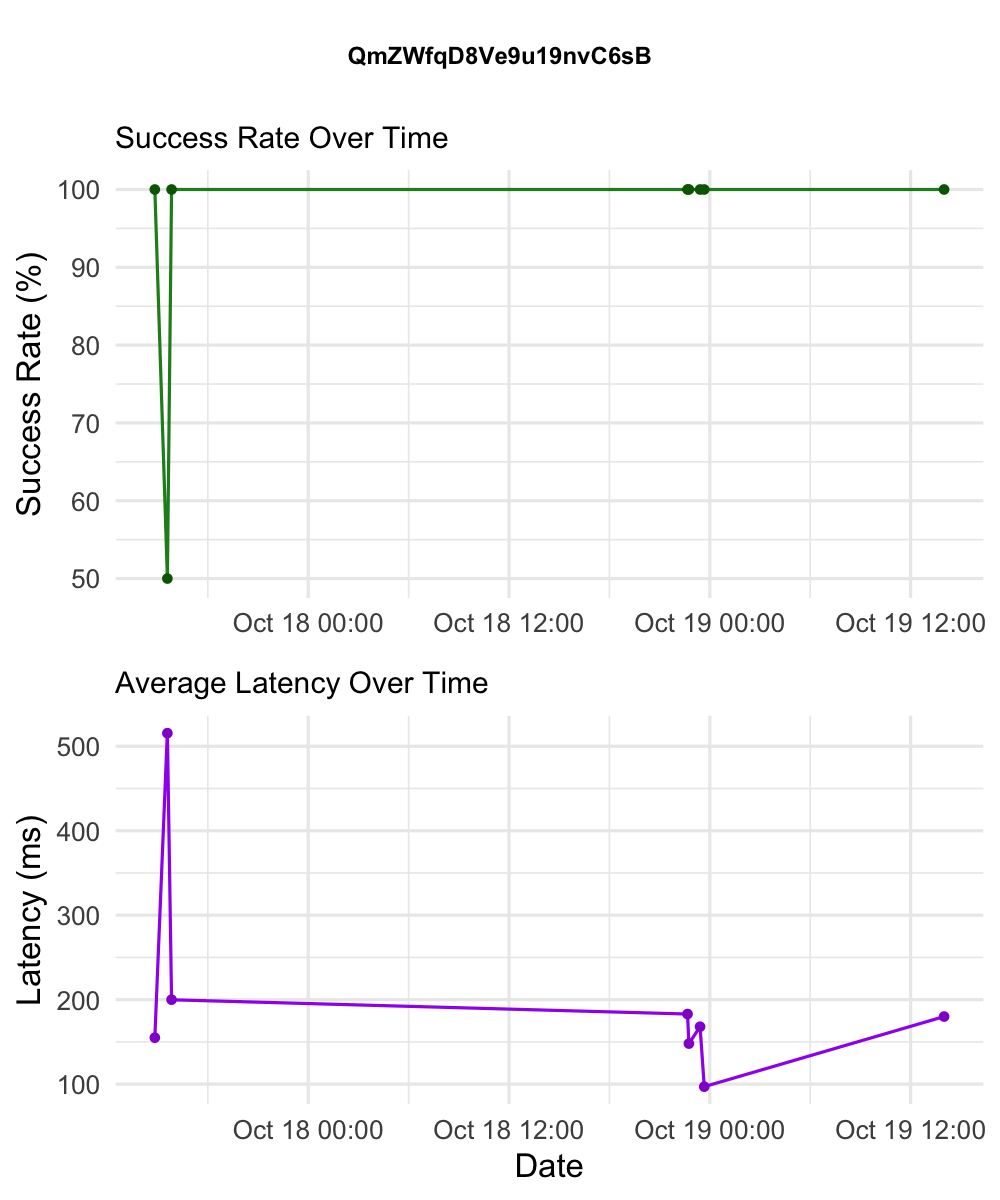 QmZWfqD8Ve9u19nvC6sB
Success Rate Over Time
Success Rate (%)
100
90
80
70
60
50
Oct 18 00:00 Oct 18 12:00 Oct 19 00:00 Oct 19 12:00
Average Latency Over Time
Latency (ms)
500
400
300
200
100
Oct 18 00:00 Oct 18 12:00 Oct 19 00:00 Oct 19 12:00
Date